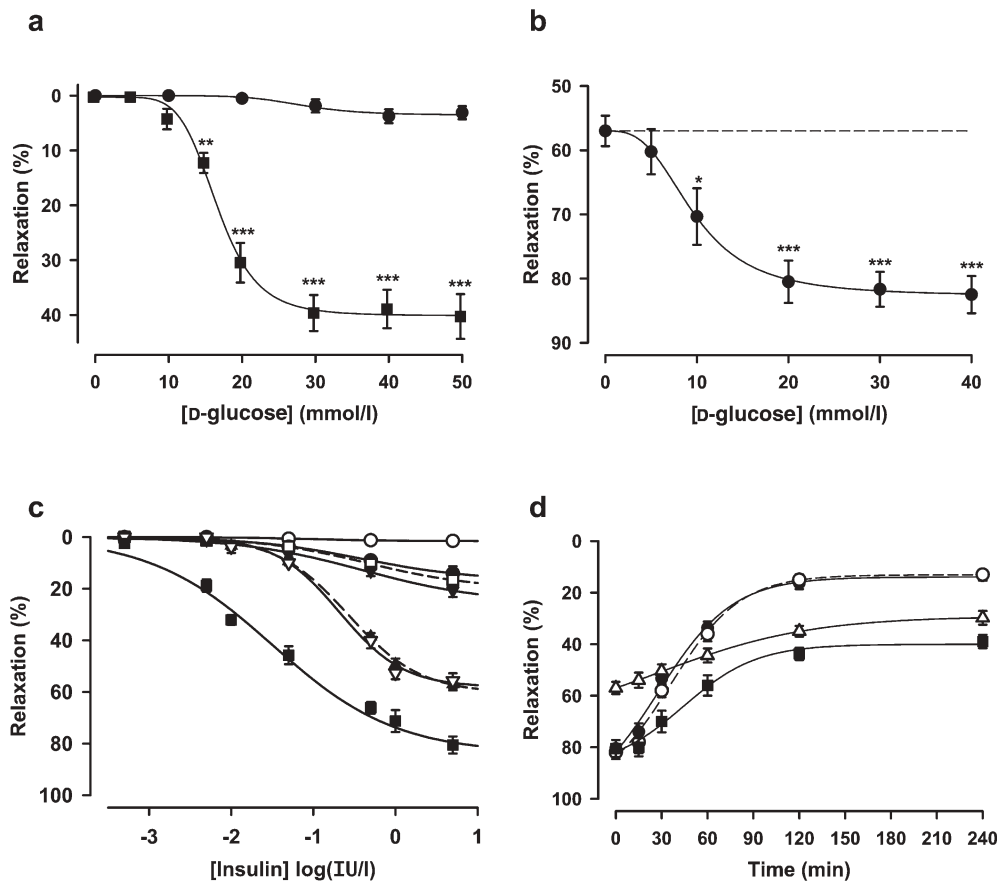 a
0
10
20
30
40
Relaxation (%)
**
***
***
***
***
0 10 20 30 40 50
[D-glucose] (mmol/l)
b
50
60
70
80
90
Relaxation (%)
*
***
***
***
0 10 20 30 40
[D-glucose] (mmol/l)
c
0
20
40
60
80
100
Relaxation (%)
-3 -2 -1 0 1
[Insulin] log(IU/l)
d
0
20
40
60
80
100
Relaxation (%)
0 30 60 90 120 150 180 210 240
Time (min)